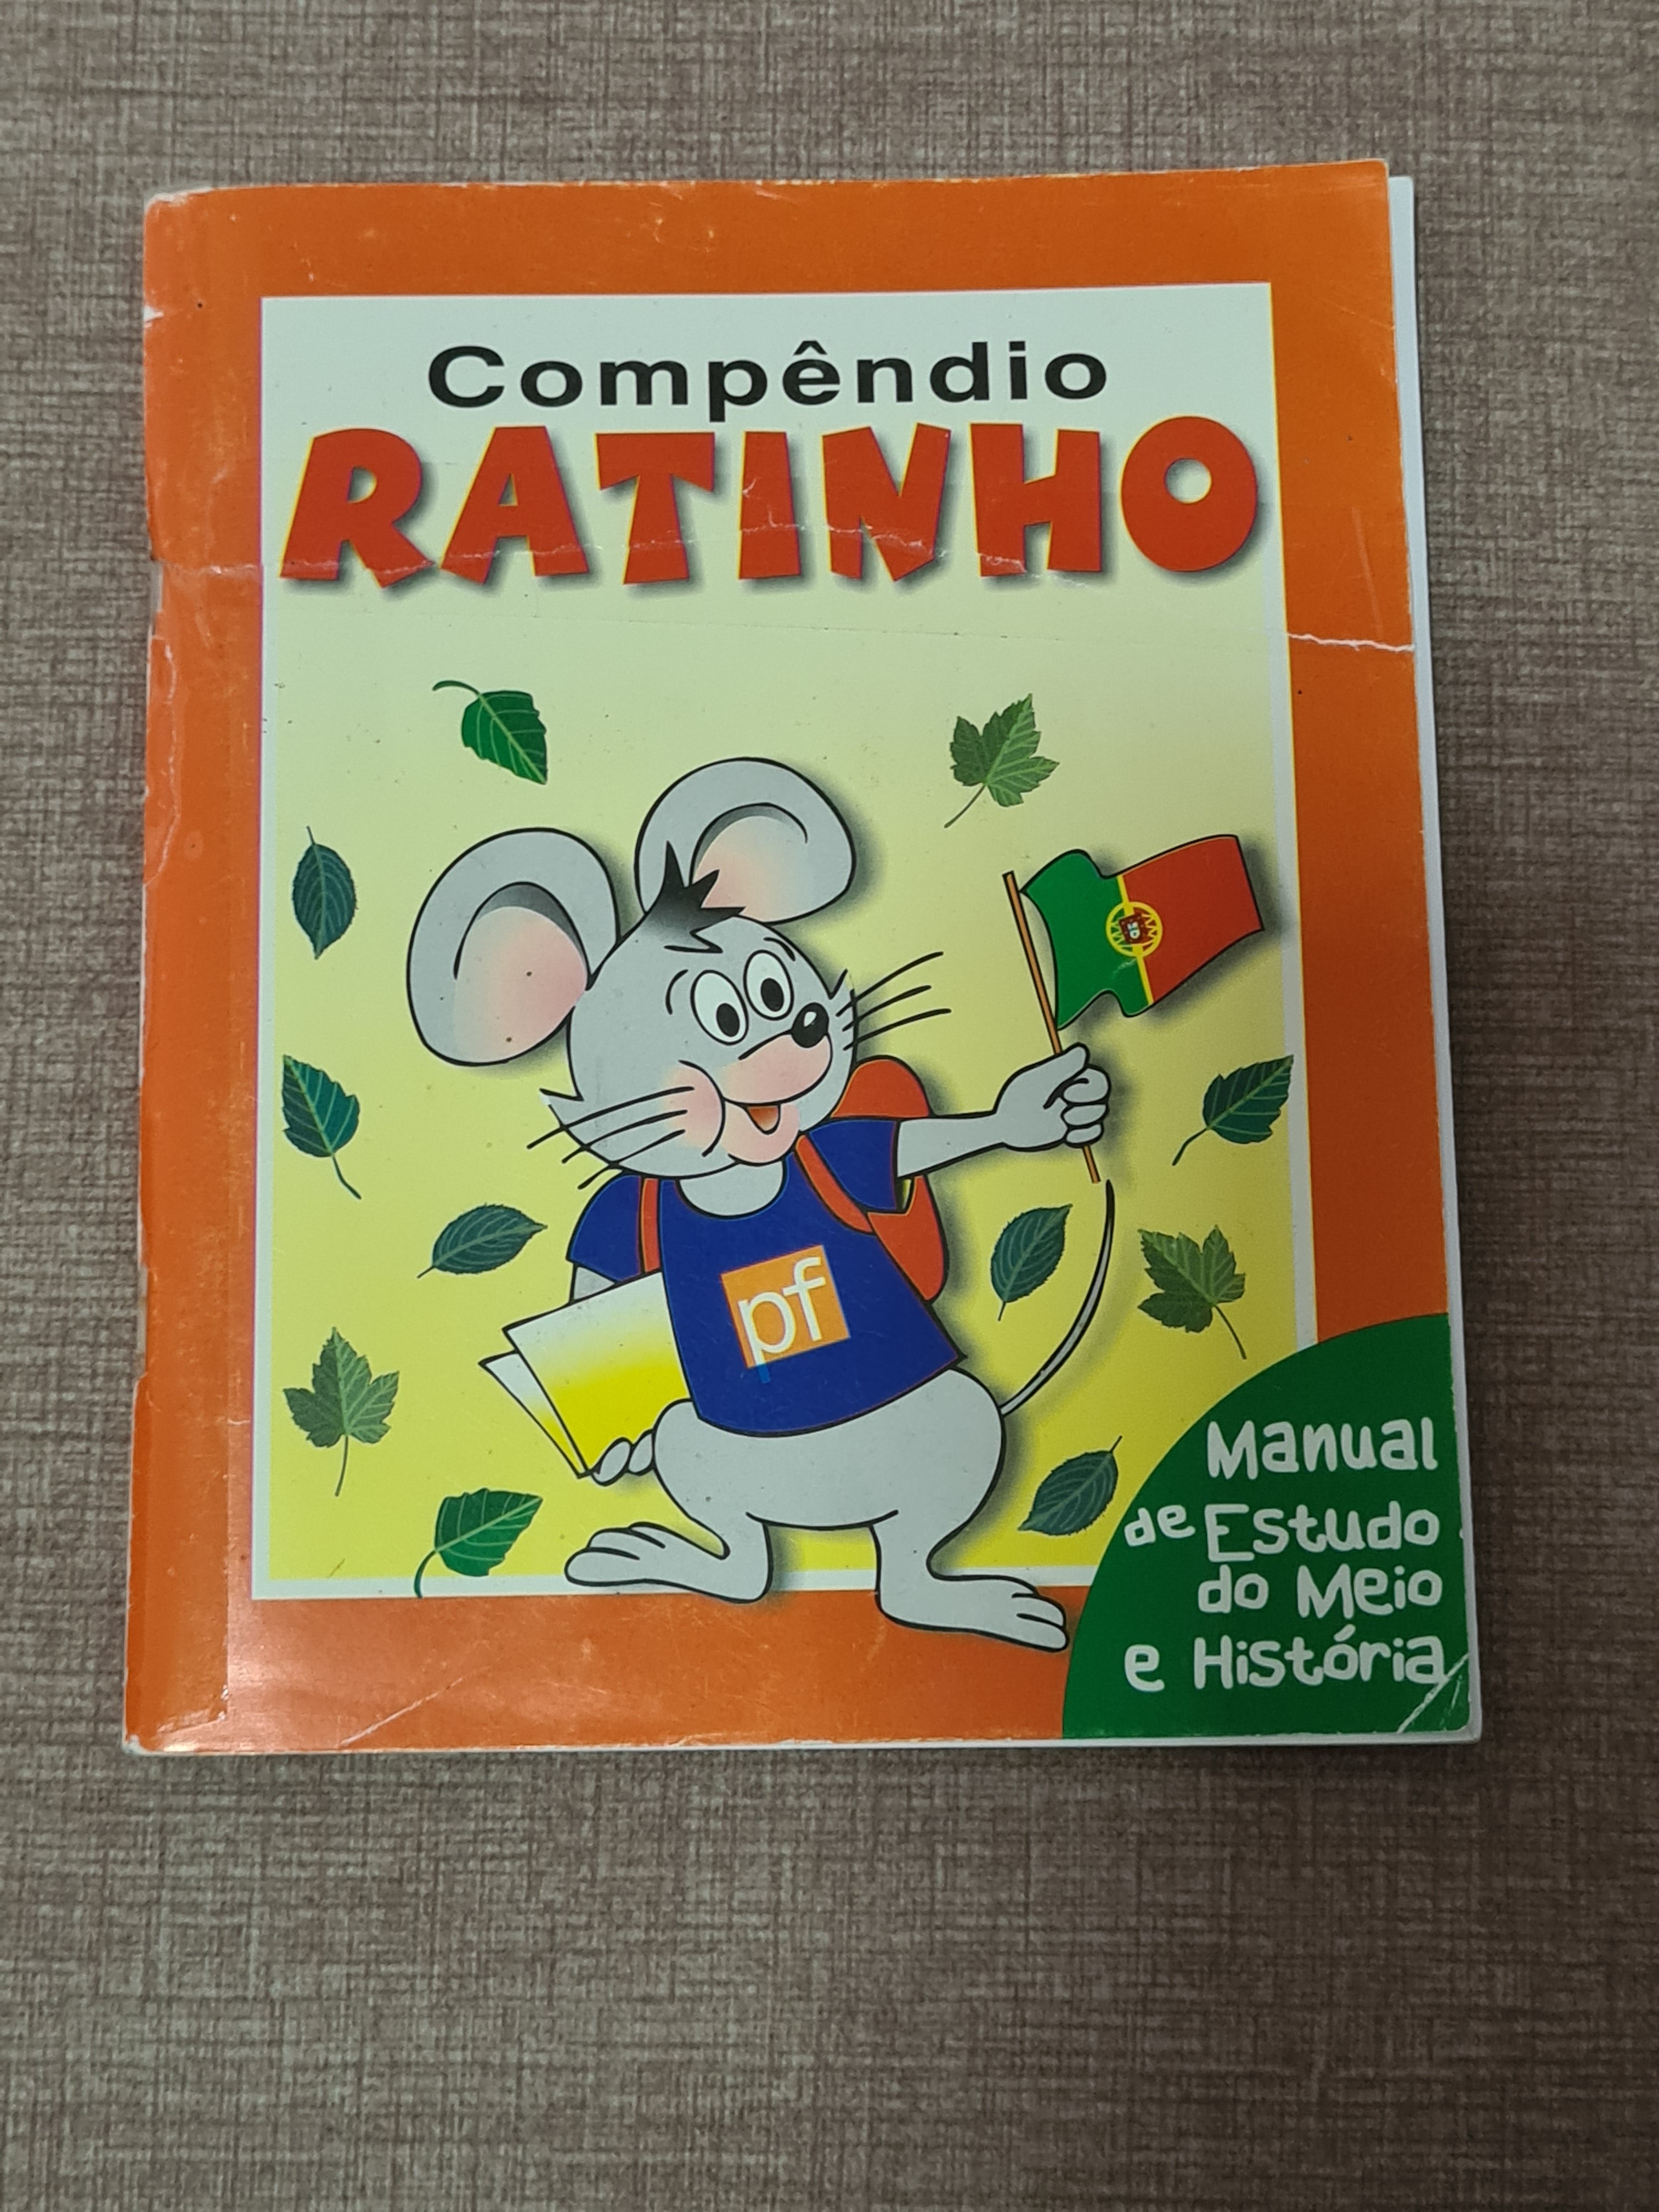 Compêndio
RATINHO
pf
Manual
de Estudo
do Meio
e História